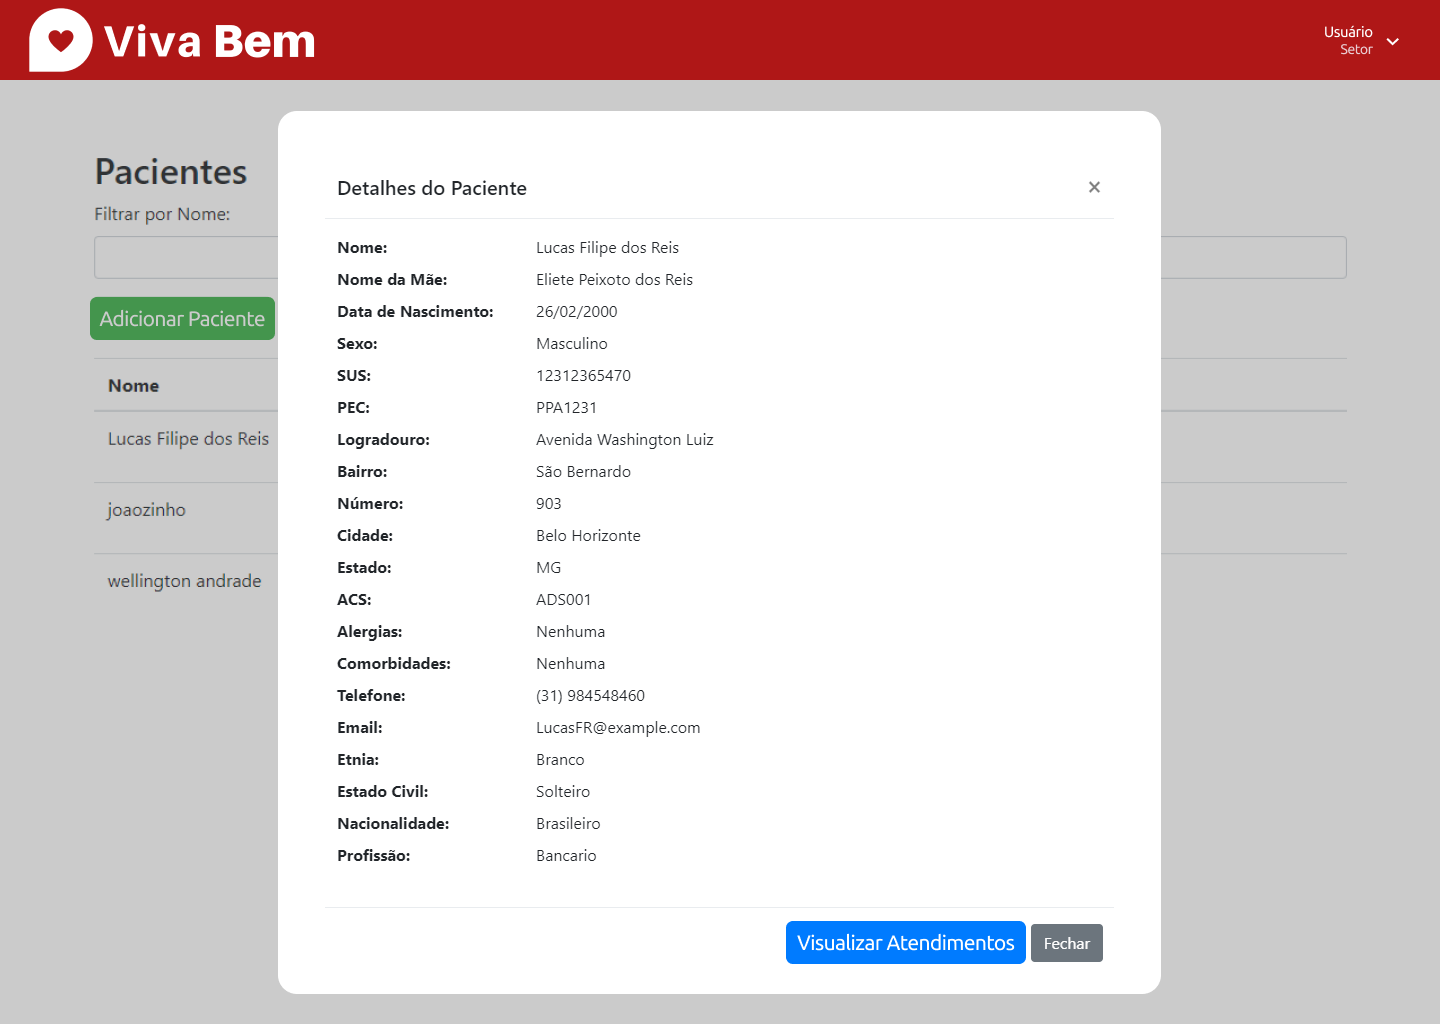 Viva Bem
Usuário
Setor
Pacientes
Filtrar por Nome:
Adicionar Paciente
Nome
Lucas Filipe dos Reis
joaozinho
wellington andrade
Detalhes do Paciente ×
Nome: Lucas Filipe dos Reis
Nome da Mãe: Eliete Peixoto dos Reis
Data de Nascimento: 26/02/2000
Sexo: Masculino
SUS: 12312365470
PEC: PPA1231
Logradouro: Avenida Washington Luiz
Bairro: São Bernardo
Número: 903
Cidade: Belo Horizonte
Estado: MG
ACS: ADS001
Alergias: Nenhuma
Comorbidades: Nenhuma
Telefone: (31) 984548460
Email: LucasFR@example.com
Etnia: Branco
Estado Civil: Solteiro
Nacionalidade: Brasileiro
Profissão: Bancario
Visualizar Atendimentos Fechar